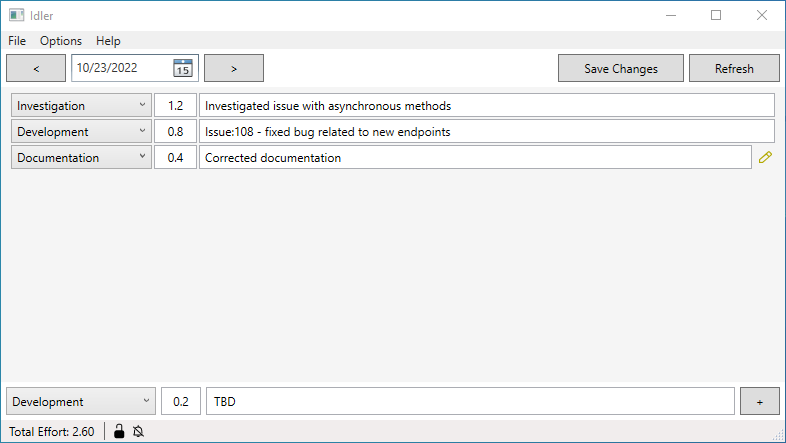 Idler
File Options Help
< 10/23/2022 15 > Save Changes Refresh
Investigation 1.2 Investigated issue with asynchronous methods
Development 0.8 Issue:108 - fixed bug related to new endpoints
Documentation 0.4 Corrected documentation
Development 0.2 TBD +
Total Effort: 2.60